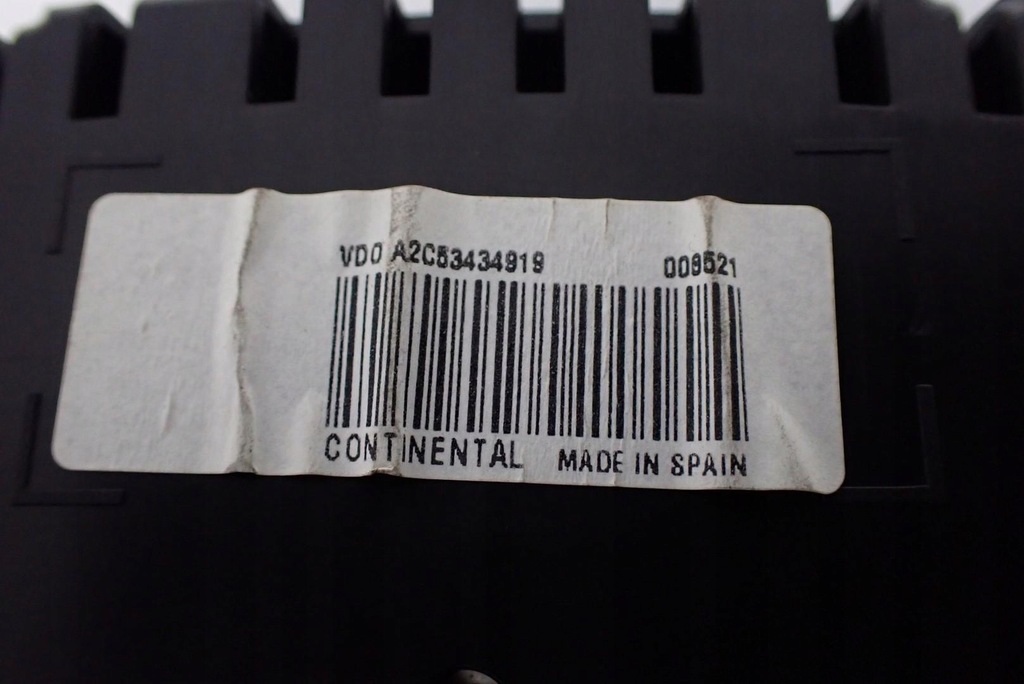 VDO A2C53434919 009521
CONTINENTAL MADE IN SPAIN